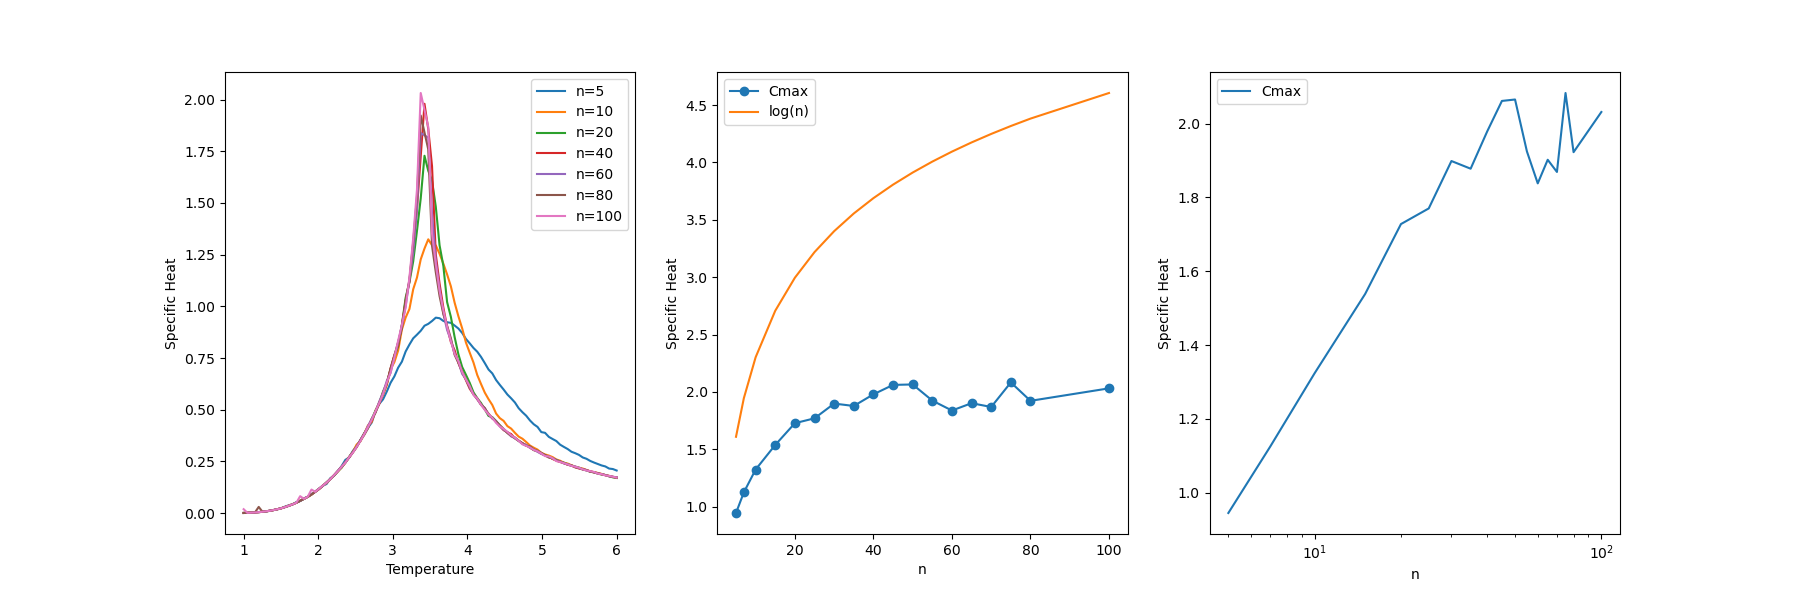 Specific Heat
2.00
1.75
1.50
1.25
1.00
0.75
0.50
0.25
0.00
1 2 3 4 5 6
Temperature
n=5
n=10
n=20
n=40
n=60
n=80
n=100
Specific Heat
4.5
4.0
3.5
3.0
2.5
2.0
1.5
1.0
20 40 60 80 100
n
Cmax
log(n)
Specific Heat
2.0
1.8
1.6
1.4
1.2
1.0
10¹ 10²
n
Cmax